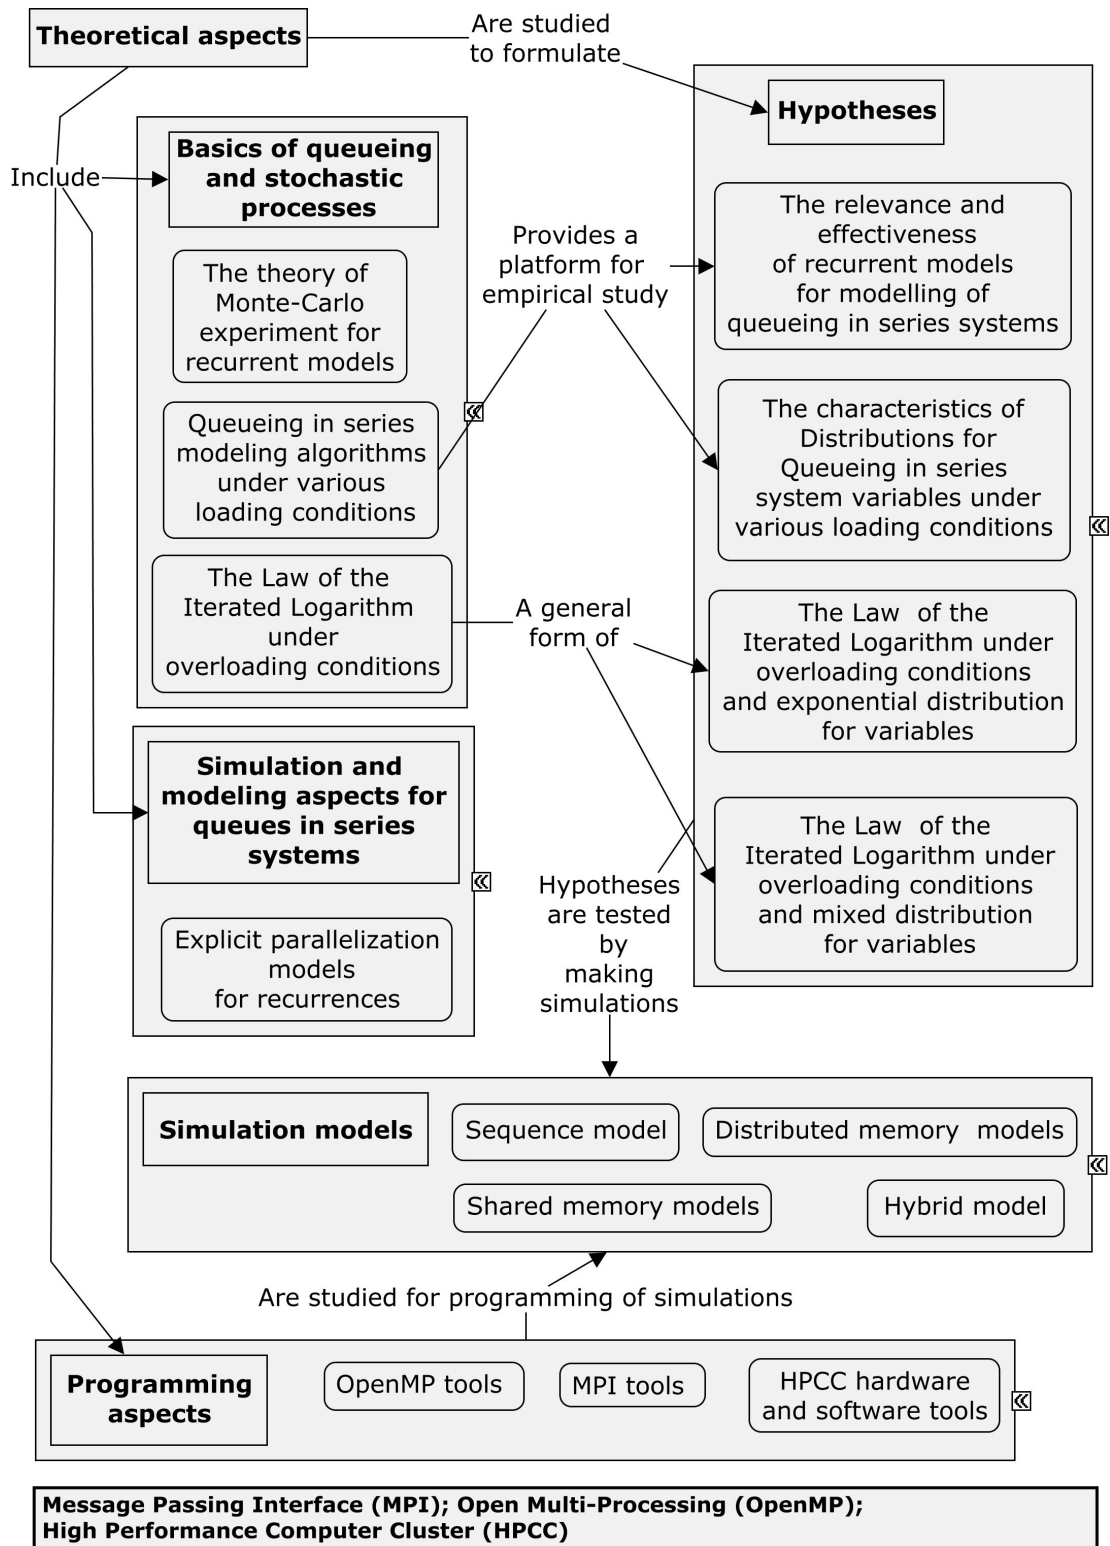 Theoretical aspects
Are studied
to formulate
Hypotheses
Include
Basics of queueing
and stochastic
processes
The theory of
Monte-Carlo
experiment for
recurrent models
Queueing in series
modeling algorithms
under various
loading conditions
The Law of the
Iterated Logarithm
under
overloading conditions
Provides a
platform for
empirical study
A general
form of
The relevance and
effectiveness
of recurrent models
for modelling of
queueing in series systems
The characteristics of
Distributions for
Queueing in series
system variables under
various loading conditions
The Law  of the
Iterated Logarithm under
overloading conditions
and exponential distribution
for variables
The Law  of the
Iterated Logarithm under
overloading conditions
and mixed distribution
for variables
Simulation and
modeling aspects for
queues in series
systems
Explicit parallelization
models
for recurrences
Hypotheses
are tested
by
making
simulations
Simulation models
Sequence model
Distributed memory  models
Shared memory models
Hybrid model
Are studied for programming of simulations
Programming
aspects
OpenMP tools
MPI tools
HPCC hardware
and software tools
Message Passing Interface (MPI); Open Multi-Processing (OpenMP);
High Performance Computer Cluster (HPCC)